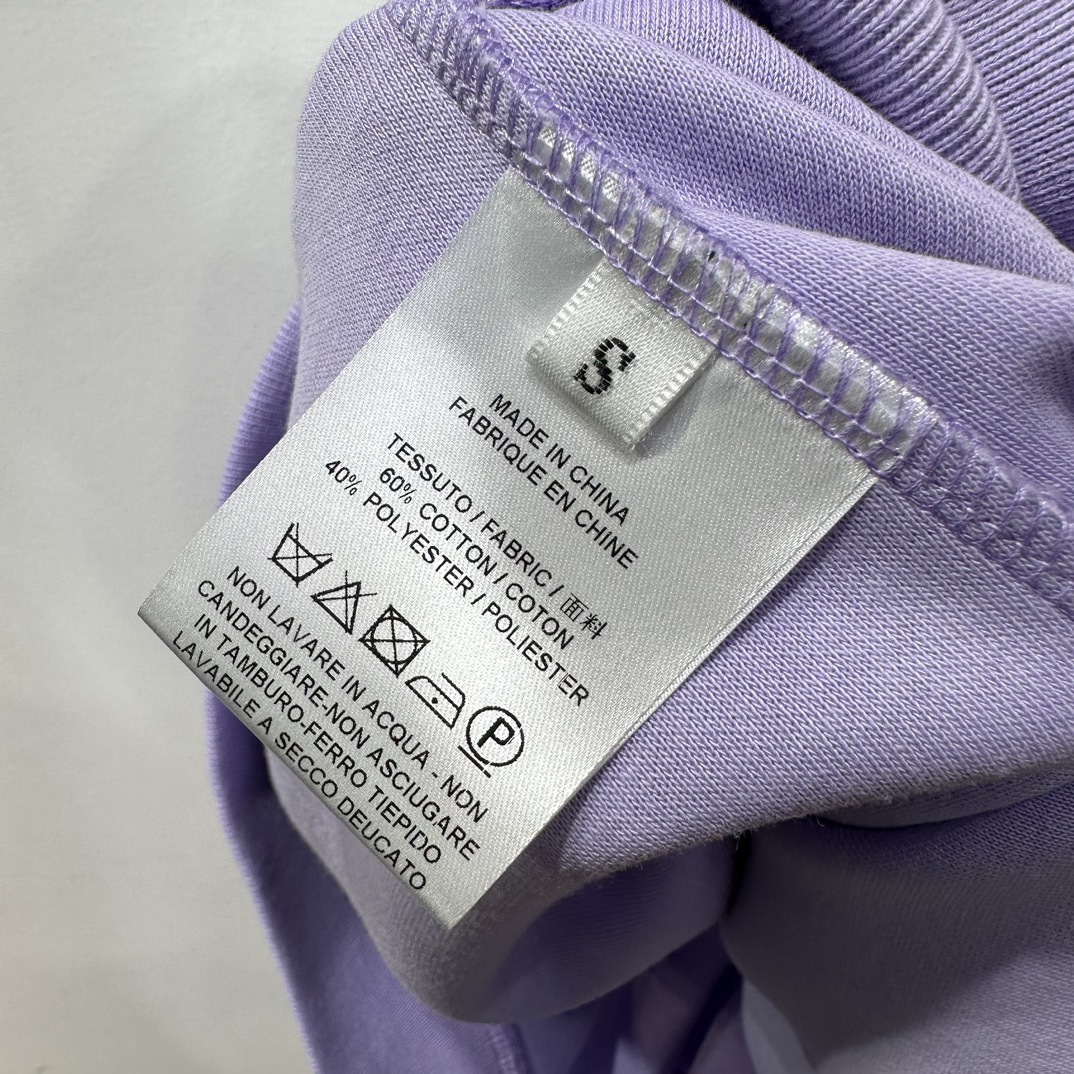 S
MADE IN CHINA
FABRIQUE EN CHINE
TESSUTO / FABRIC / 面料
60% COTTON / COTON
40% POLYESTER / POLIESTER
P
NON LAVARE IN ACQUA - NON
CANDEGGIARE-NON ASCIUGARE
IN TAMBURO-FERRO TIEPIDO
LAVABILE A SECCO DEUCATO